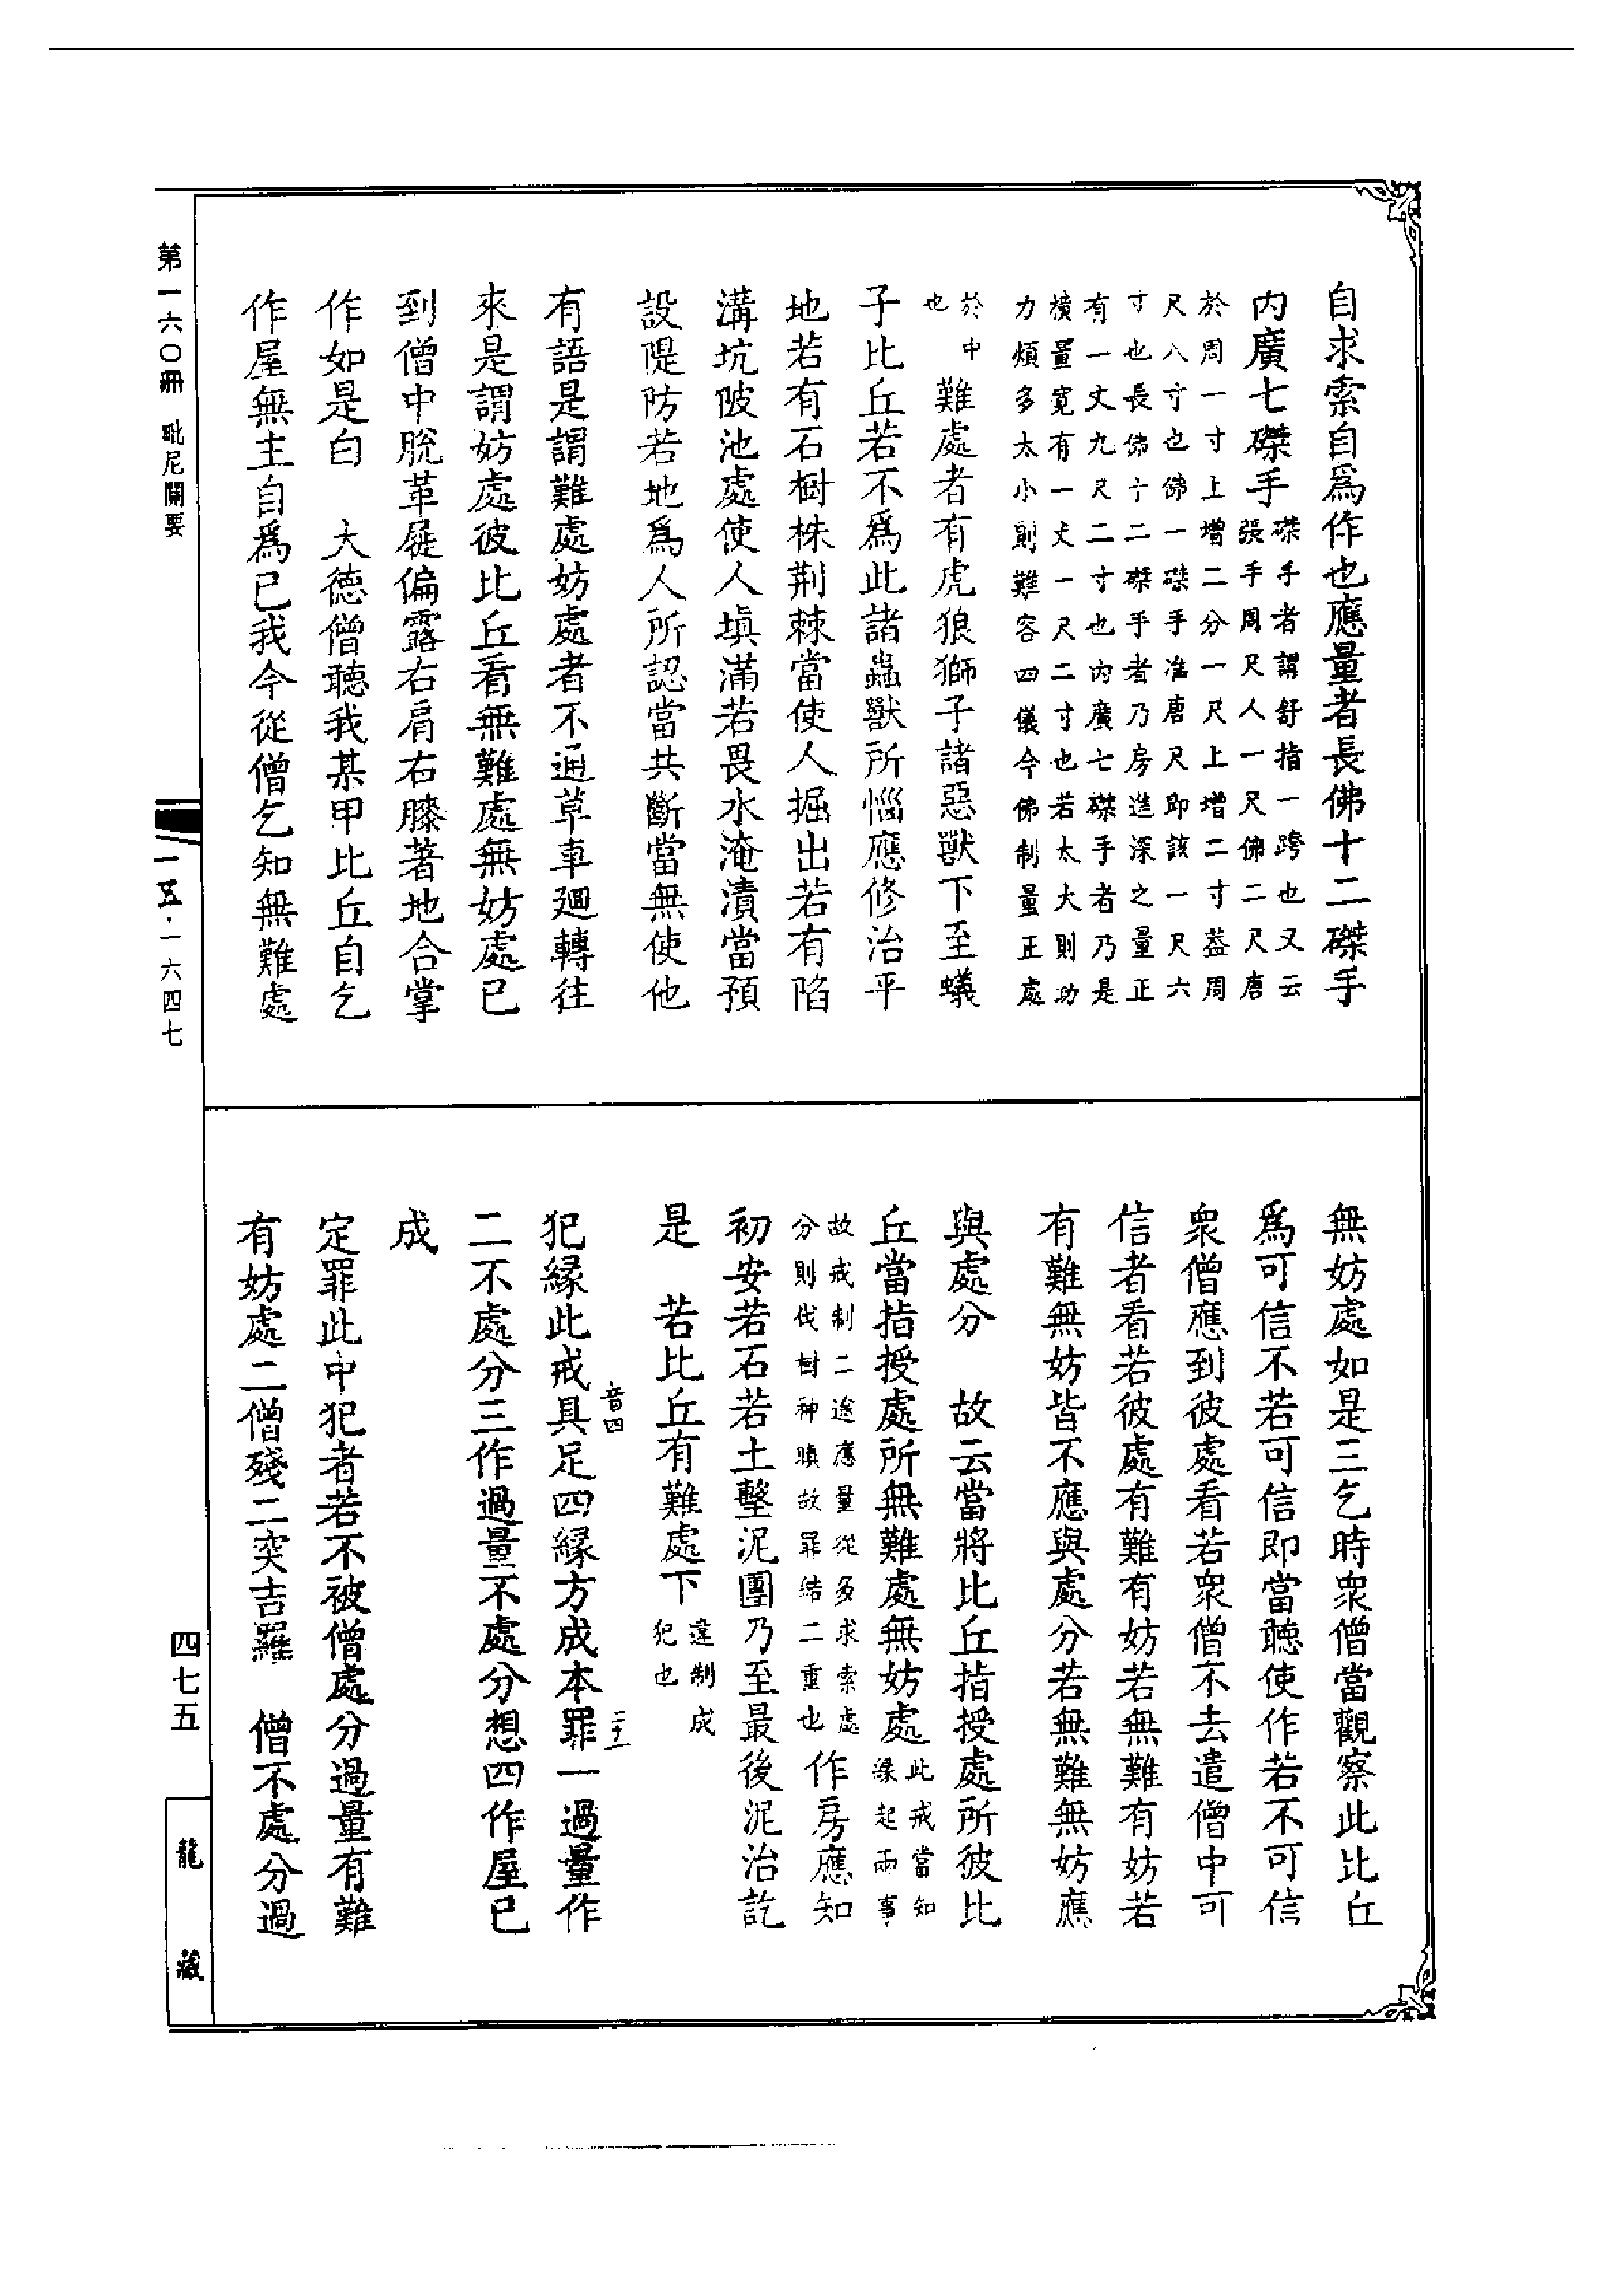 自求索自爲作也應量者長佛十二磔手
内廣七磔手
磔手者謂舒指一跨也又云
張手周尺人一尺佛二尺唐
於周一寸上增二分一尺上增二寸葢周
尺八寸也佛一磔手准唐尺即該一尺六
寸也長佛十二磔手者乃房進深之量正
有一丈九尺二寸也内廣七磔手者乃是
橫量寬有一丈一尺二寸也若太大則功
力煩多太小則難容四儀今佛制量正處
於中
也
難處者有虎狼獅子諸惡獸下至蟻
子比丘若不爲此諸蟲獸所惱應修治平
地若有石樹株荆棘當使人掘出若有陷
溝坑陂池處使人填滿若畏水淹漬當預
設隄防若地爲人所認當共斷當無使他
有語是謂難處妨處者不通草車迴轉往
來是謂妨處彼比丘看無難處無妨處已
到僧中脫革屣偏露右肩右膝著地合掌
作如是白　大德僧聽我某甲比丘自乞
作屋無主自爲已我今從僧乞知無難處
無妨處如是三乞時衆僧當觀察此比丘
爲可信不若可信即當聽使作若不可信
衆僧應到彼處看若衆僧不去遣僧中可
信者看若彼處有難有妨若無難有妨若
有難無妨皆不應與處分若無難無妨應
與處分　故云當將比丘指授處所彼比
丘當指授處所無難處無妨處
此戒當知
緣起兩事
故戒制二途應量從多求索處
分則伐樹神瞋故罪結二重也
作房應知
初安若石若土墼泥團乃至最後泥治訖
是　若比丘有難處下
違制成
犯也
音四
二十一
犯緣此戒具足四緣方成本罪一過量作
二不處分三作過量不處分想四作屋已
成
定罪此中犯者若不被僧處分過量有難
有妨處二僧殘二突吉羅　僧不處分過
第一六〇冊　毗尼關要
一五·一六四七
四七五
龍藏